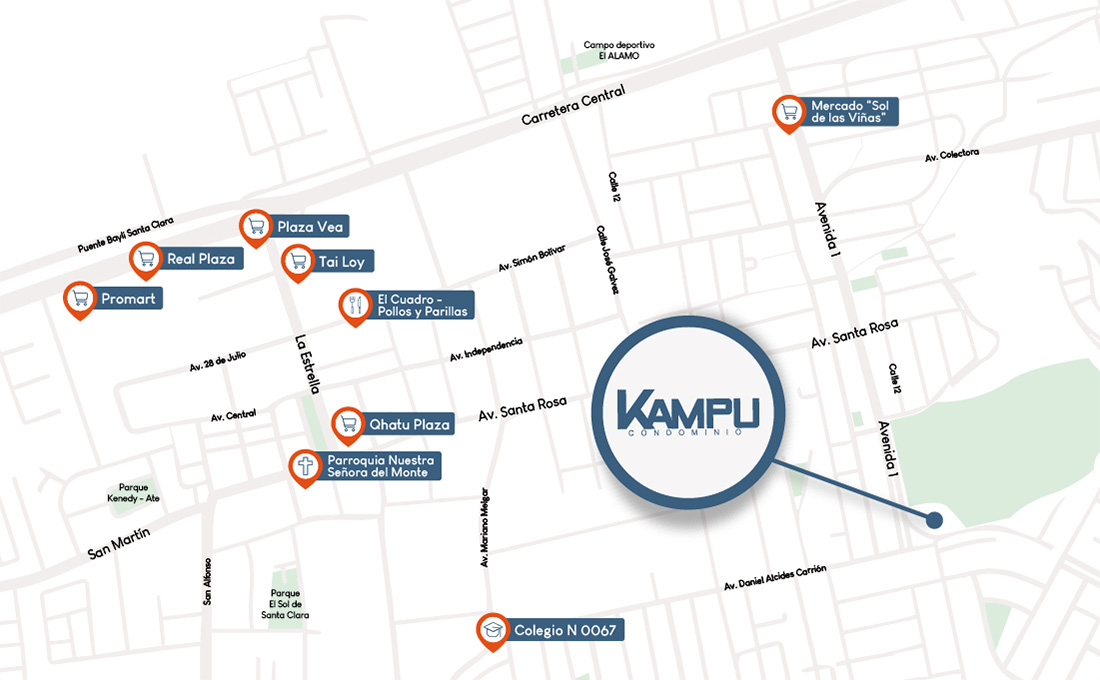 Campo deportivo
El ALAMO
Carretera Central
Mercado "Sol
de las Viñas"
Av. Colectora
Calle 12
Puente Bayli Santa Clara
Plaza Vea
Avenida 1
Real Plaza
Tai Loy
Av. Simón Bolívar
Calle José Galvez
Promart
El Cuadro -
Pollos y Parillas
Av. Santa Rosa
Av. 28 de Julio
La Estrella
Av. Independencia
Calle 12
Av. Central
Av. Santa Rosa
KAMPU
CONDOMINIO
Qhatu Plaza
Avenida 1
Parroquia Nuestra
Señora del Monte
Parque
Kenedy - Ate
San Martín
Av. Mariano Melgar
San Alfonso
Av. Daniel Alcides Carrión
Parque
El Sol de
Santa Clara
Colegio N 0067